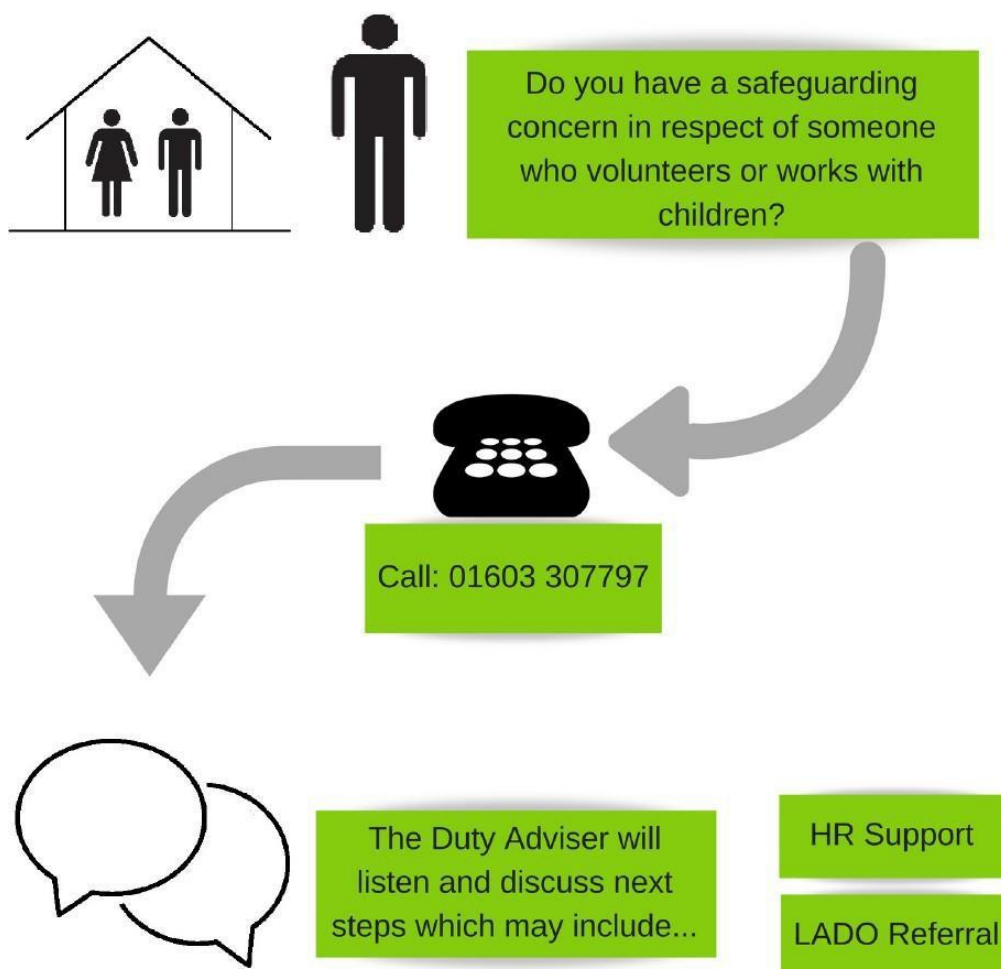 Do you have a safeguarding
concern in respect of someone
who volunteers or works with
children?
Call: 01603 307797
The Duty Adviser will
listen and discuss next
steps which may include...
HR Support
LADO Referral